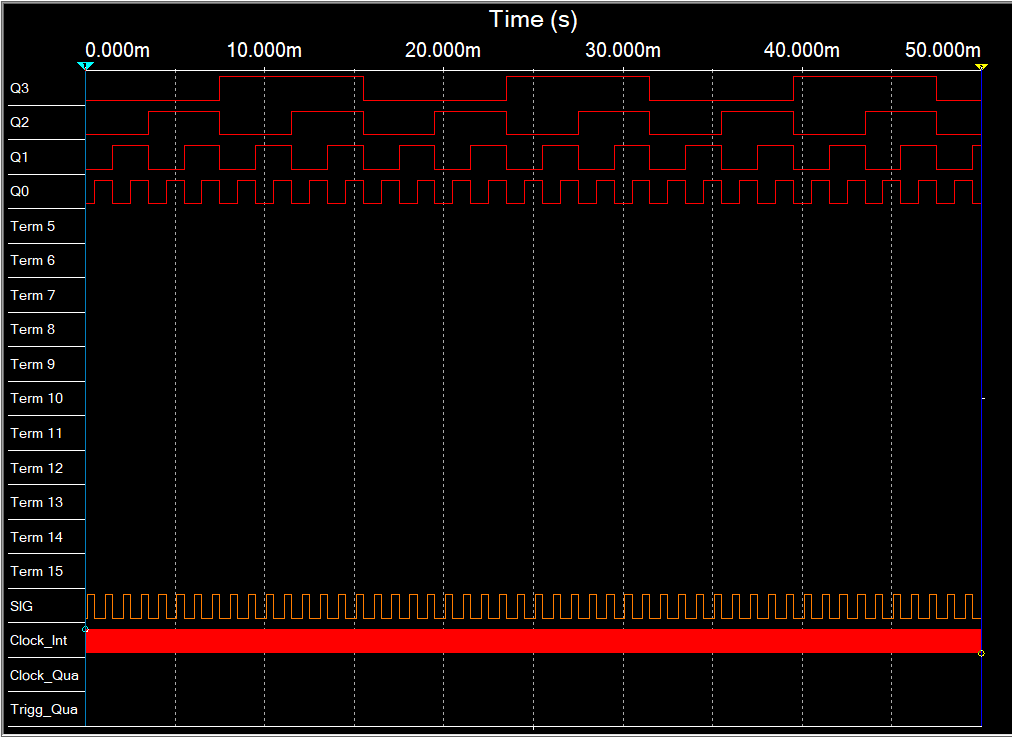 Time (s)
0.000m 10.000m 20.000m 30.000m 40.000m 50.000m
Q3
Q2
Q1
Q0
Term 5
Term 6
Term 7
Term 8
Term 9
Term 10
Term 11
Term 12
Term 13
Term 14
Term 15
SIG
Clock_Int
Clock_Qua
Trigg_Qua